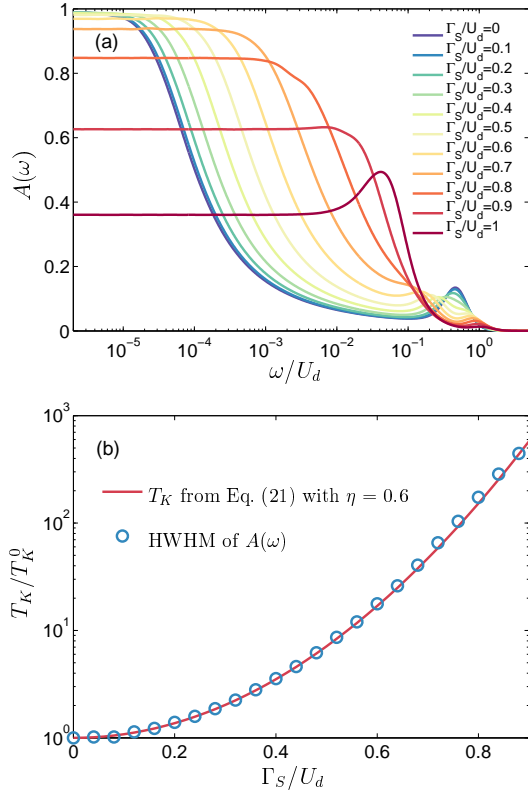 1
0.8
0.6
0.4
0.2
0
A(ω)
(a)
Γ_S/U_d=0
Γ_S/U_d=0.1
Γ_S/U_d=0.2
Γ_S/U_d=0.3
Γ_S/U_d=0.4
Γ_S/U_d=0.5
Γ_S/U_d=0.6
Γ_S/U_d=0.7
Γ_S/U_d=0.8
Γ_S/U_d=0.9
Γ_S/U_d=1
10^−5 10^−4 10^−3 10^−2 10^−1 10^0
ω/U_d
10^3
10^2
10^1
10^0
T_K/T_K^0
(b)
T_K from Eq. (21) with η = 0.6
HWHM of A(ω)
0 0.2 0.4 0.6 0.8
Γ_S/U_d